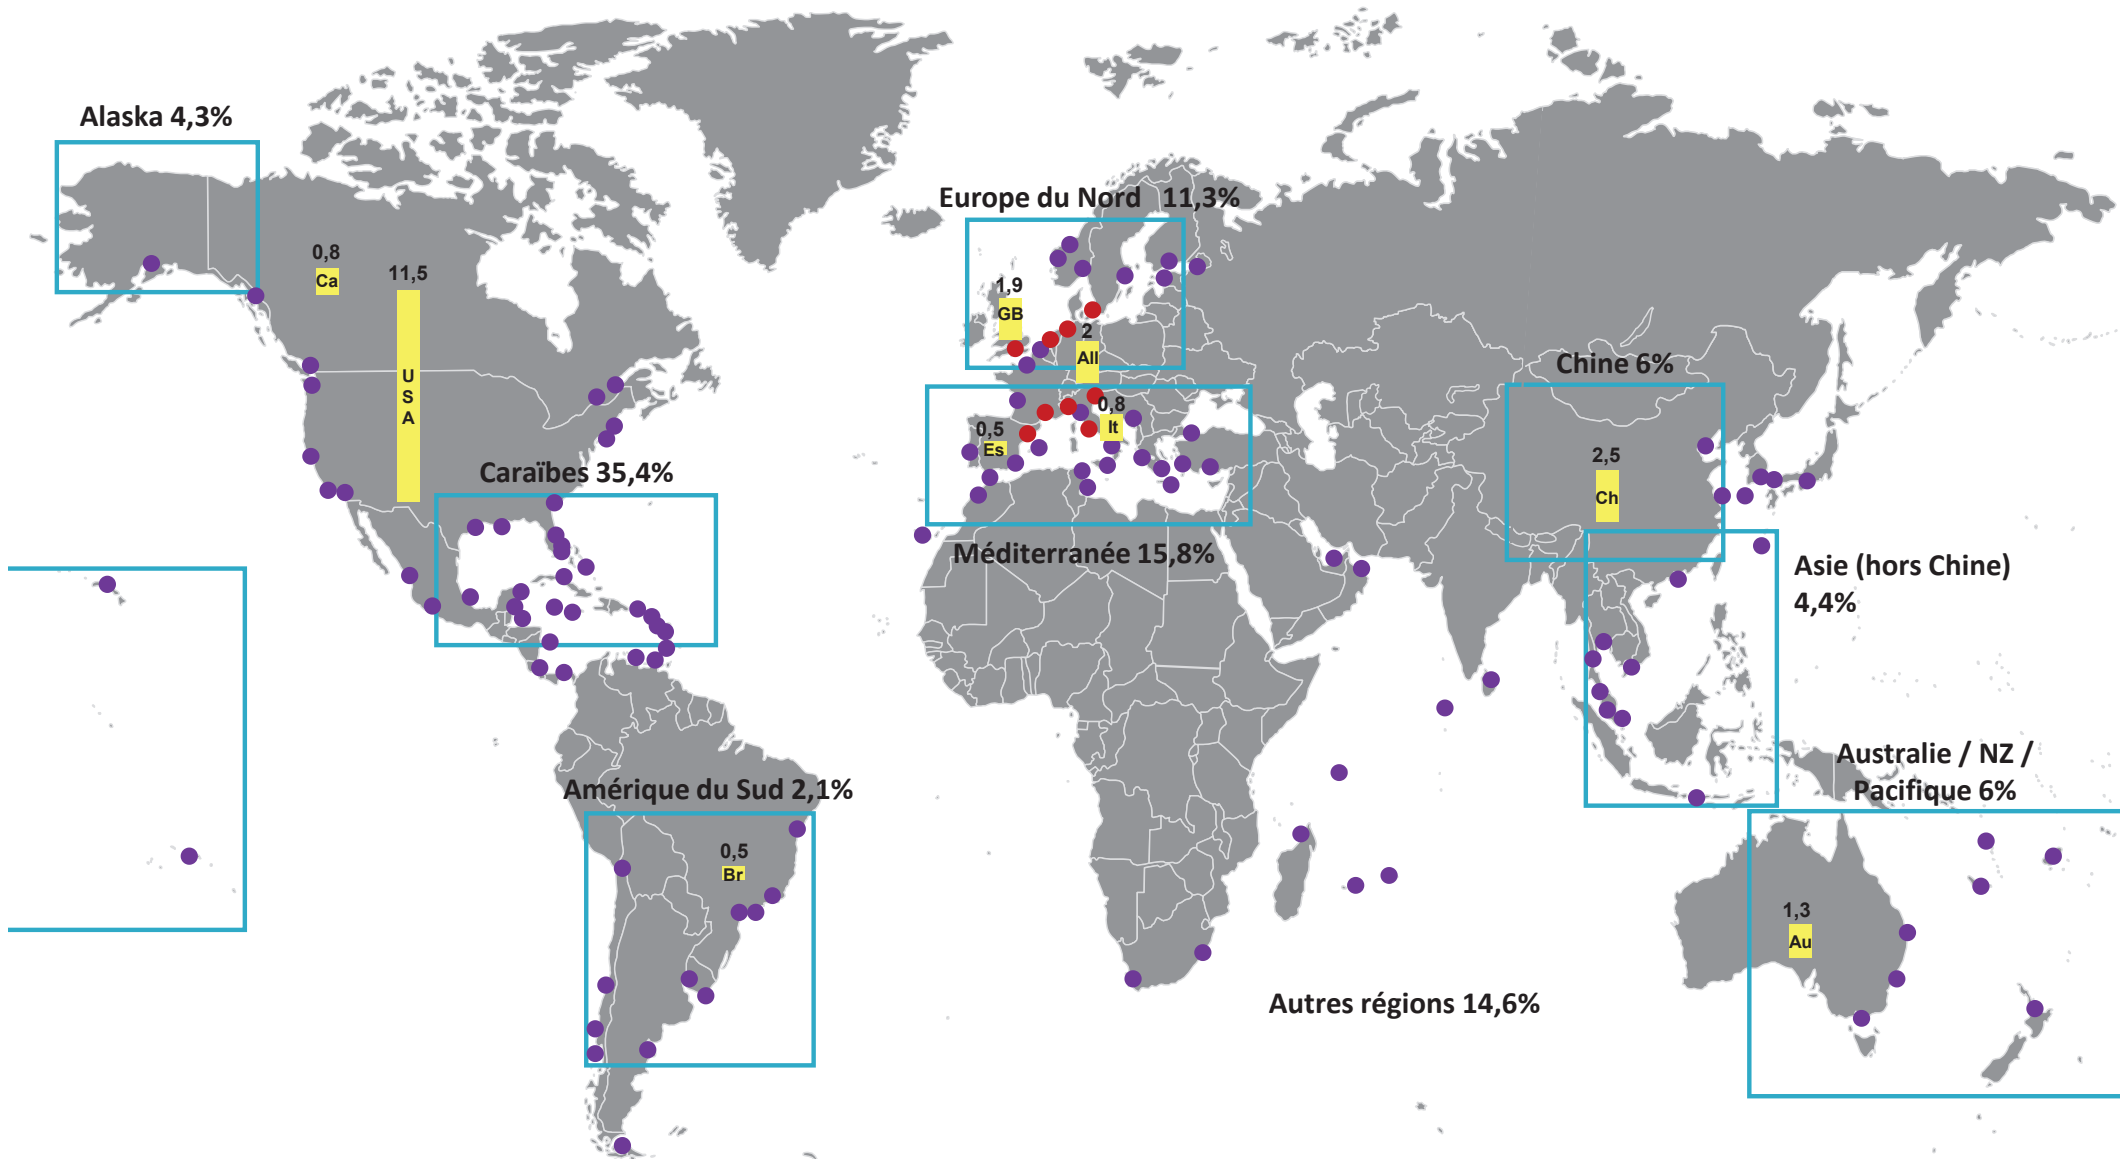 Alaska 4,3%
0,8
Ca
11,5
U
S
A
Caraïbes 35,4%
Europe du Nord 11,3%
1,9
GB
2
All
0,8
It
0,5
Es
Méditerranée 15,8%
Chine 6%
2,5
Ch
Asie (hors Chine)
4,4%
Amérique du Sud 2,1%
0,5
Br
Australie / NZ /
Pacifique 6%
1,3
Au
Autres régions 14,6%